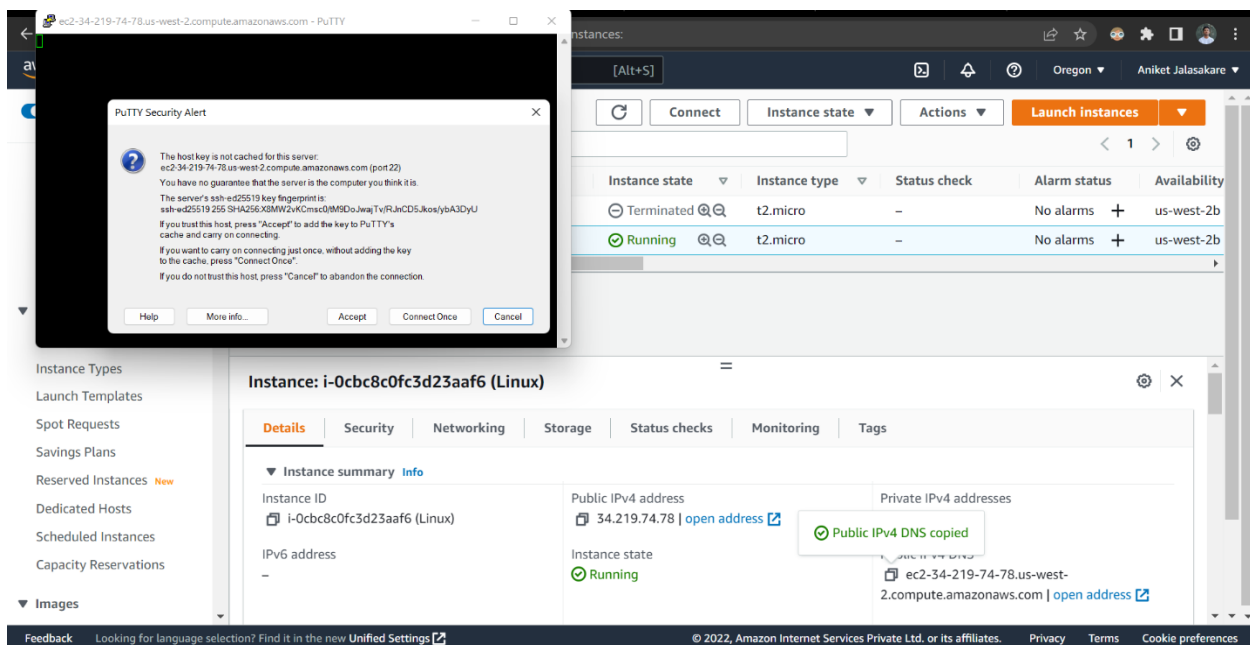 ec2-34-219-74-78.us-west-2.compute.amazonaws.com - PuTTY
nstances:
[Alt+S]
Oregon
Aniket Jalasakare
PuTTY Security Alert
The host key is not cached for this server:
ec2-34-219-74-78.us-west-2.compute.amazonaws.com (port 22)
You have no guarantee that the server is the computer you think it is.
The server's ssh-ed25519 key fingerprint is:
ssh-ed25519 255 SHA256:X8MW2vKCmsc0/tM9DoJwajTv/RJnCD5Jkos/ybA3DyU
If you trust this host, press "Accept" to add the key to PuTTY's
cache and carry on connecting.
If you want to carry on connecting just once, without adding the key
to the cache, press "Connect Once".
If you do not trust this host, press "Cancel" to abandon the connection.
Help More info... Accept Connect Once Cancel
Connect Instance state Actions Launch instances
1
Instance state Instance type Status check Alarm status Availability
Terminated t2.micro – No alarms + us-west-2b
Running t2.micro – No alarms + us-west-2b
Instance Types
Launch Templates
Spot Requests
Savings Plans
Reserved Instances New
Dedicated Hosts
Scheduled Instances
Capacity Reservations
Images
Instance: i-0cbc8c0fc3d23aaf6 (Linux)
Details Security Networking Storage Status checks Monitoring Tags
Instance summary Info
Instance ID
i-0cbc8c0fc3d23aaf6 (Linux)
Public IPv4 address
34.219.74.78 | open address
Private IPv4 addresses
Public IPv4 DNS copied
IPv6 address
–
Instance state
Running
ec2-34-219-74-78.us-west-
2.compute.amazonaws.com | open address
Feedback Looking for language selection? Find it in the new Unified Settings © 2022, Amazon Internet Services Private Ltd. or its affiliates. Privacy Terms Cookie preferences